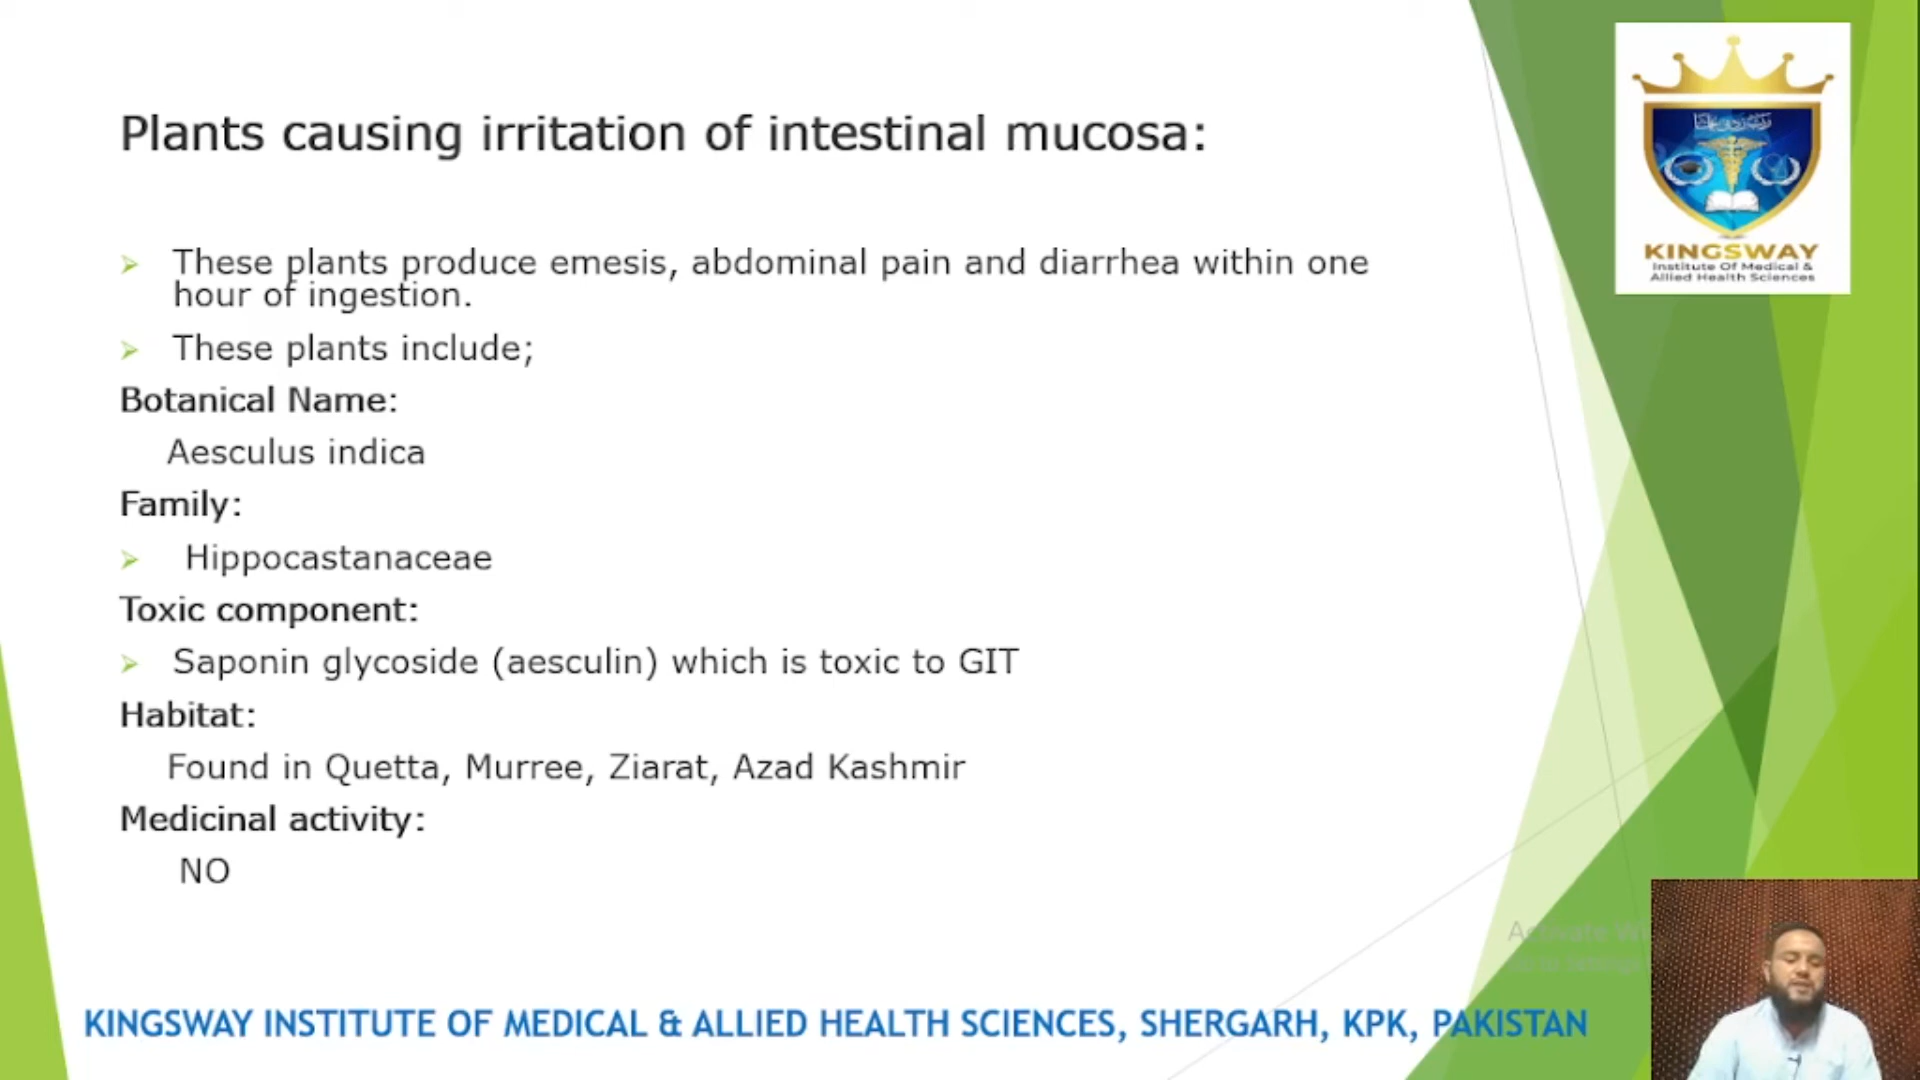 Plants causing irritation of intestinal mucosa:
These plants produce emesis, abdominal pain and diarrhea within one
hour of ingestion.
These plants include;
Botanical Name:
Aesculus indica
Family:
Hippocastanaceae
Toxic component:
Saponin glycoside (aesculin) which is toxic to GIT
Habitat:
Found in Quetta, Murree, Ziarat, Azad Kashmir
Medicinal activity:
NO
KINGSWAY
Institute Of Medical &
Allied Health Sciences
Activate
KINGSWAY INSTITUTE OF MEDICAL & ALLIED HEALTH SCIENCES, SHERGARH, KPK, PAKISTAN